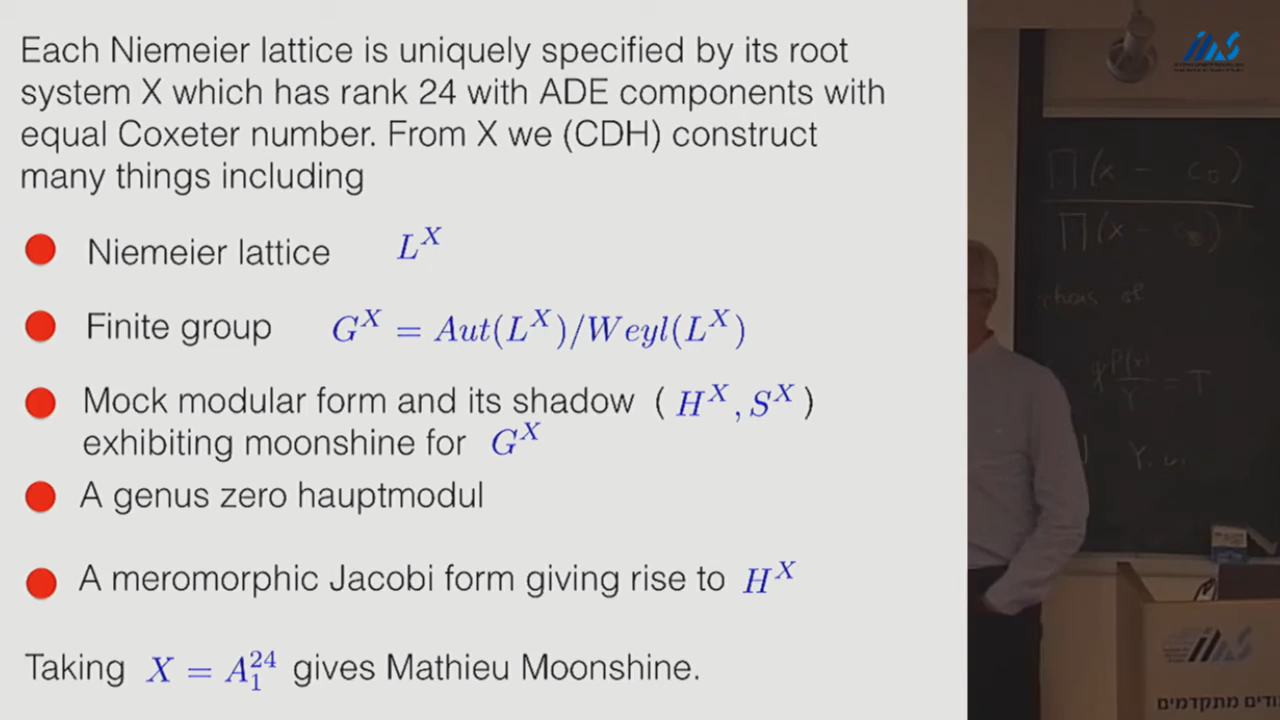 Each Niemeier lattice is uniquely specified by its root
system X which has rank 24 with ADE components with
equal Coxeter number. From X we (CDH) construct
many things including
Niemeier lattice L^X
Finite group G^X = Aut(L^X)/Weyl(L^X)
Mock modular form and its shadow ( H^X, S^X )
exhibiting moonshine for G^X
A genus zero hauptmodul
A meromorphic Jacobi form giving rise to H^X
Taking X = A_1^{24} gives Mathieu Moonshine.
IIAS
∏(x -
∏(x -
of
= T